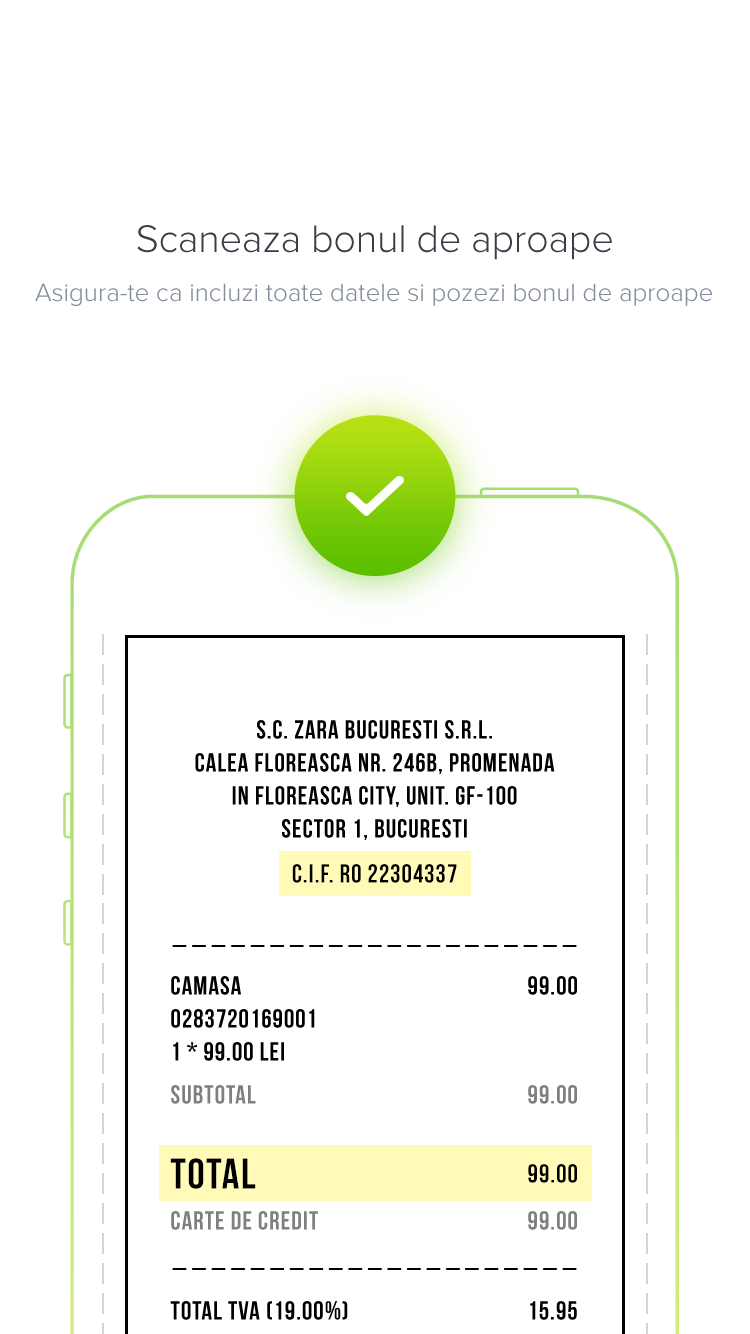 Scaneaza bonul de aproape
Asigura-te ca incluzi toate datele si pozezi bonul de aproape
S.C. ZARA BUCURESTI S.R.L.
CALEA FLOREASCA NR. 246B, PROMENADA
IN FLOREASCA CITY, UNIT. GF-100
SECTOR 1, BUCURESTI
C.I.F. RO 22304337
CAMASA 99.00
0283720169001
1 * 99.00 LEI
SUBTOTAL 99.00
TOTAL 99.00
CARTE DE CREDIT 99.00
TOTAL TVA (19.00%) 15.95